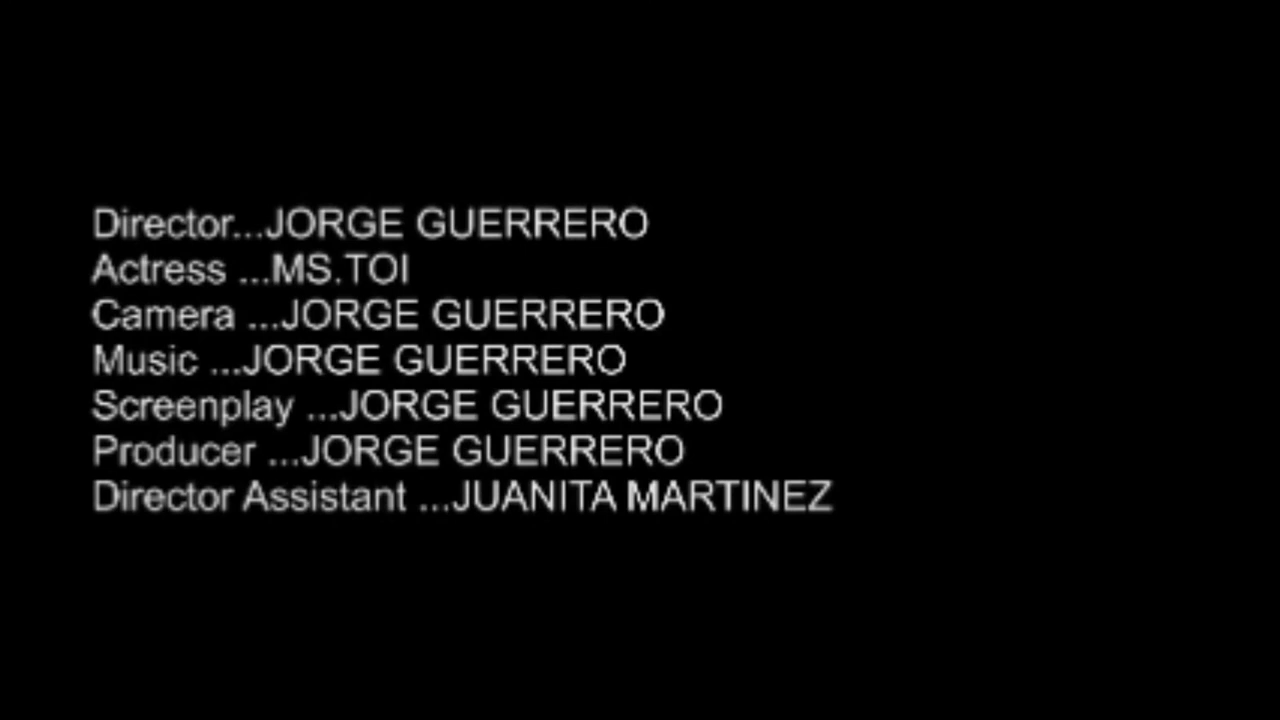 Director...JORGE GUERRERO
Actress ...MS.TOI
Camera ...JORGE GUERRERO
Music ...JORGE GUERRERO
Screenplay ...JORGE GUERRERO
Producer ...JORGE GUERRERO
Director Assistant ...JUANITA MARTINEZ